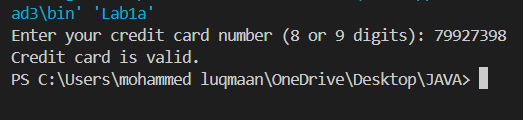 ad3\bin' 'Lab1a'
Enter your credit card number (8 or 9 digits): 79927398
Credit card is valid.
PS C:\Users\mohammed luqmaan\OneDrive\Desktop\JAVA>